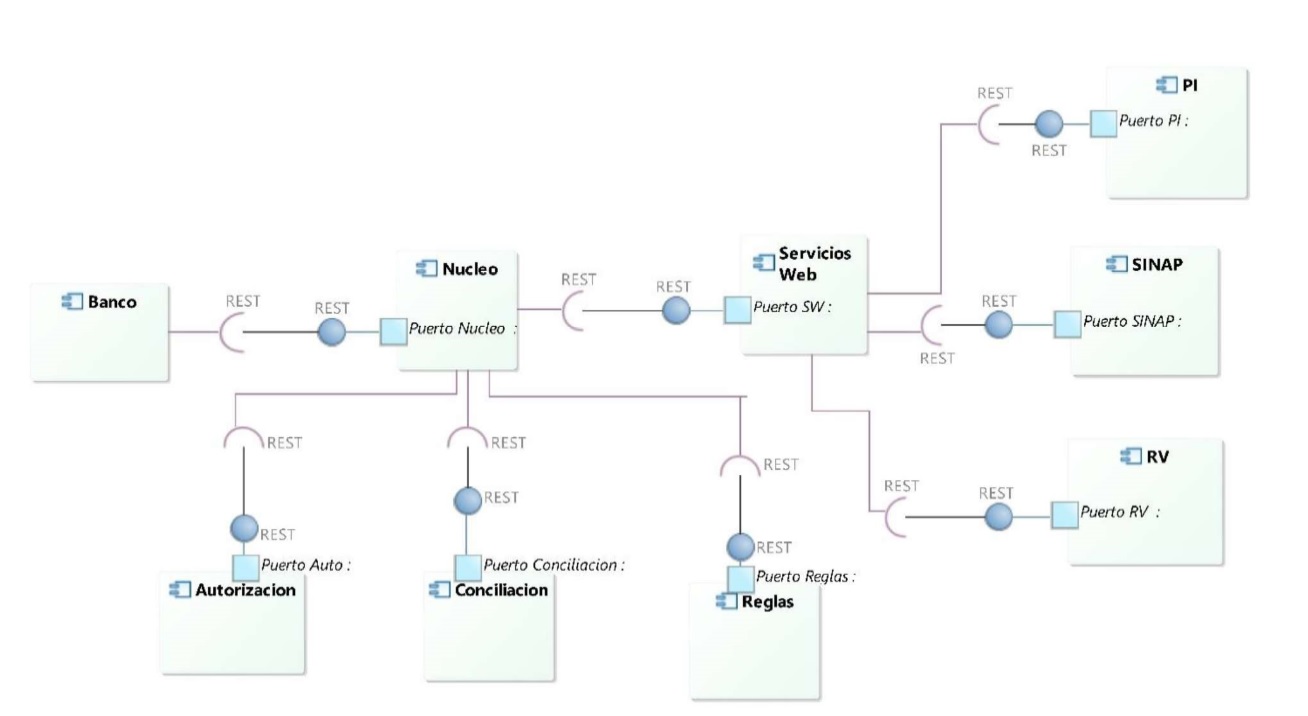 PI
REST
Puerto PI :
REST
Servicios
Web
SINAP
Nucleo
REST
REST
Banco
REST
REST
REST
Puerto SW :
Puerto Nucleo :
Puerto SINAP :
REST
REST
REST
REST
RV
REST
REST
REST
REST
Puerto RV :
REST
REST
Puerto Auto :
Puerto Conciliacion :
Puerto Reglas :
Autorizacion
Conciliacion
Reglas